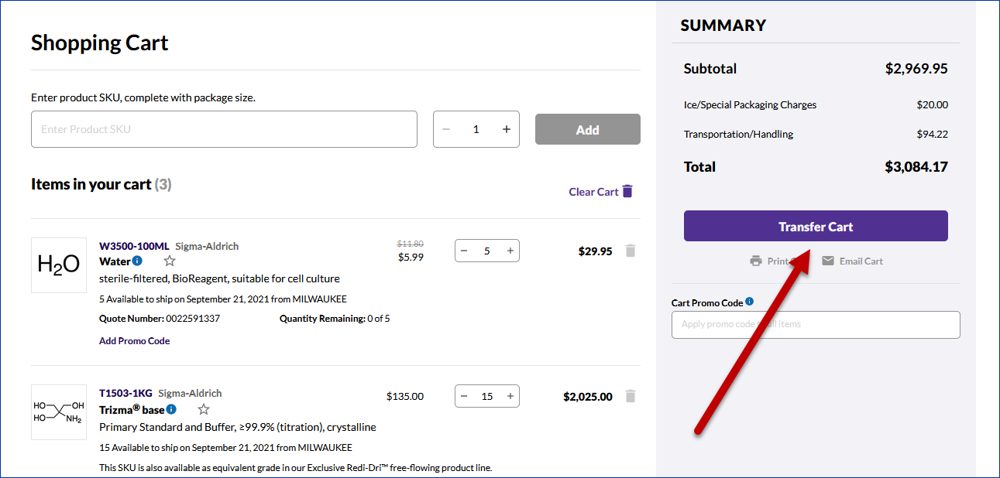 Shopping Cart
Enter product SKU, complete with package size.
Enter Product SKU
− 1 +
Add
Items in your cart (3)
Clear Cart
H2O
W3500-100ML Sigma-Aldrich
Water
sterile-filtered, BioReagent, suitable for cell culture
5 Available to ship on September 21, 2021 from MILWAUKEE
Quote Number: 0022591337 Quantity Remaining: 0 of 5
Add Promo Code
$11.80
$5.99
− 5 +
$29.95
HO OH
HO NH2
T1503-1KG Sigma-Aldrich
Trizma® base
Primary Standard and Buffer, ≥99.9% (titration), crystalline
15 Available to ship on September 21, 2021 from MILWAUKEE
This SKU is also available as equivalent grade in our Exclusive Redi-Dri™ free-flowing product line.
$135.00
− 15 +
$2,025.00
SUMMARY
Subtotal $2,969.95
Ice/Special Packaging Charges $20.00
Transportation/Handling $94.22
Total $3,084.17
Transfer Cart
Print Email Cart
Cart Promo Code
Apply promo code all items